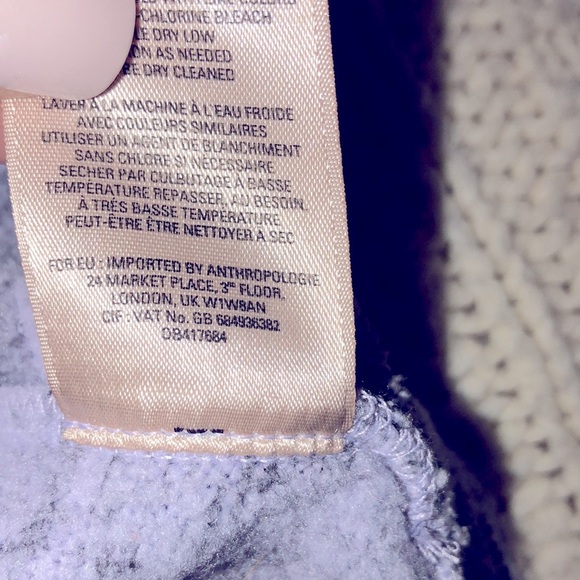 CHLORINE BLEACH
DRY LOW
AS NEEDED
DRY CLEANED
LAVER A LA MACHINE À L'EAU FROIDE
AVEC COULEURS SIMILAIRES
UTILISER UN AGENT DE BLANCHIMENT
SANS CHLORE SI NÉCESSAIRE
SECHER PAR CULBUTAGE À BASSE
TEMPÉRATURE REPASSER, AU BESOIN.
À TRÈS BASSE TEMPÉRATURE
PEUT-ÊTRE ÊTRE NETTOYER A SEC
FOR EU : IMPORTED BY ANTHROPOLOGIE
24 MARKET PLACE, 3RD FLOOR,
LONDON, UK W1W8AN
CIF : VAT No. GB 684936382
OB417684